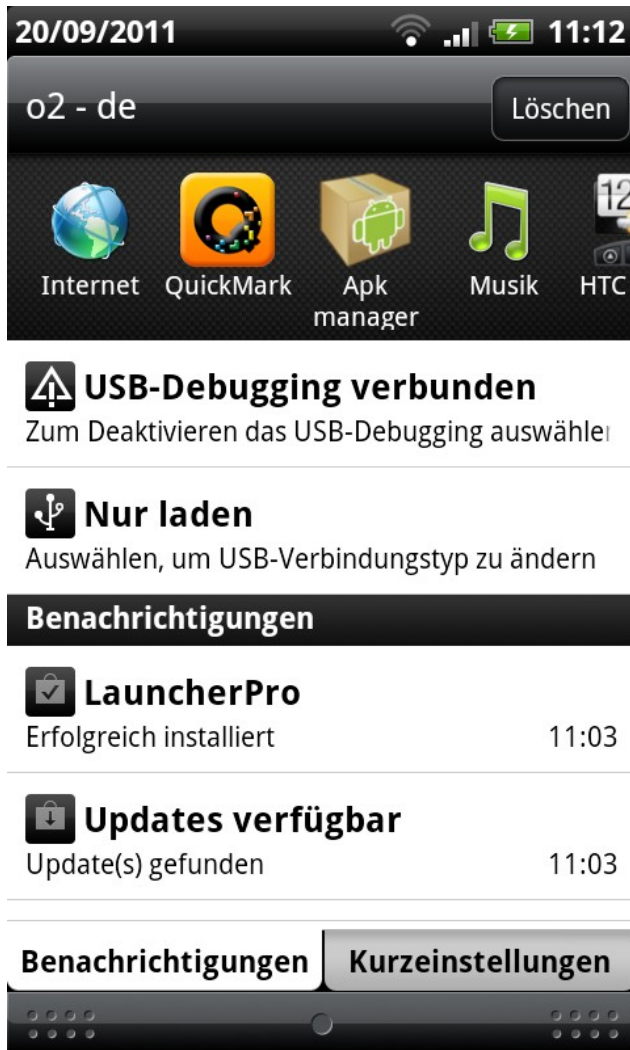 20/09/2011 11:12
o2 - de Löschen
Internet QuickMark Apk manager Musik HTC
USB-Debugging verbunden
Zum Deaktivieren das USB-Debugging
Nur laden
Auswählen, um USB-Verbindungstyp zu ändern
Benachrichtigungen
LauncherPro
Erfolgreich installiert 11:03
Updates verfügbar
Update(s) gefunden 11:03
Benachrichtigungen Kurzeinstellungen